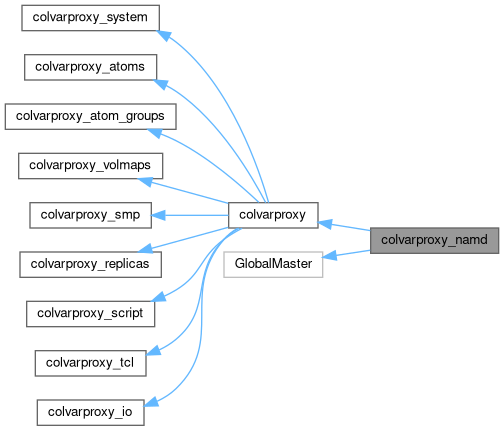 colvarproxy_system
colvarproxy_atoms
colvarproxy_atom_groups
colvarproxy_volmaps
colvarproxy_smp
colvarproxy_replicas
colvarproxy_script
colvarproxy_tcl
colvarproxy_io
colvarproxy
GlobalMaster
colvarproxy_namd